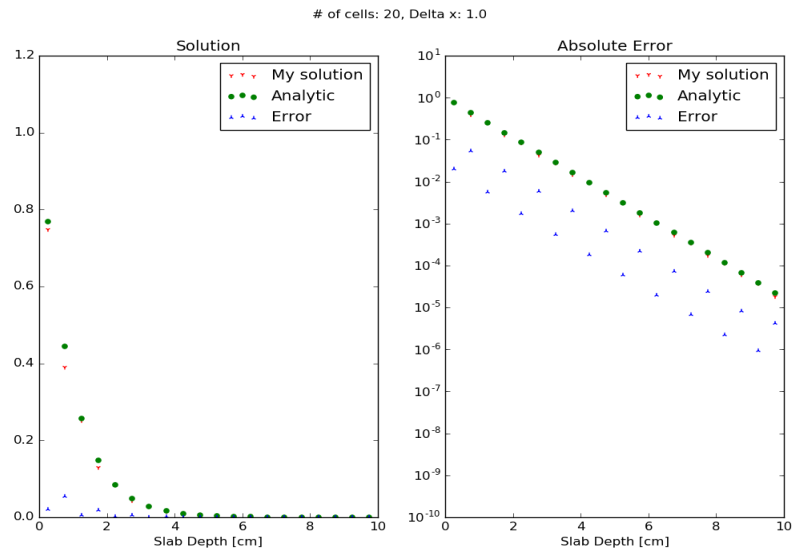 # of cells: 20, Delta x: 1.0
Solution
1.2
1.0
0.8
0.6
0.4
0.2
0.0
My solution
Analytic
Error
0 2 4 6 8 10
Slab Depth [cm]
Absolute Error
10^1
10^0
10^-1
10^-2
10^-3
10^-4
10^-5
10^-6
10^-7
10^-8
10^-9
10^-10
My solution
Analytic
Error
0 2 4 6 8 10
Slab Depth [cm]